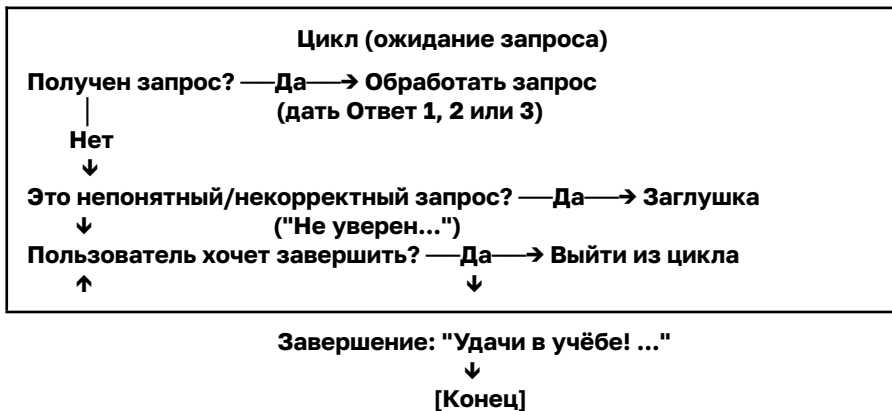 Цикл (ожидание запроса)
Получен запрос? ──Да──→ Обработать запрос
│ (дать Ответ 1, 2 или 3)
Нет
↓
Это непонятный/некорректный запрос? ──Да──→ Заглушка
↓ ("Не уверен...")
Пользователь хочет завершить? ──Да──→ Выйти из цикла
↑ ↓
Завершение: "Удачи в учёбе! ..."
↓
[Конец]